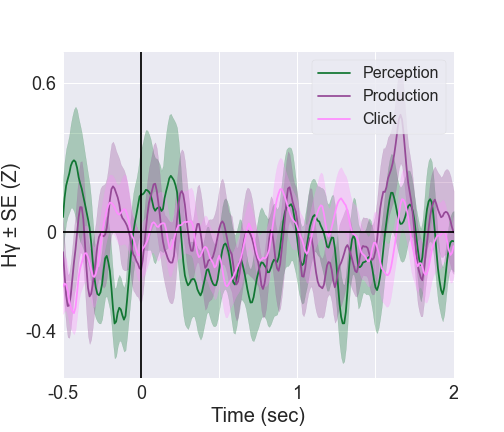 Perception
Production
Click
0.6
0
-0.4
Hγ ± SE (Z)
-0.5
0
1
2
Time (sec)